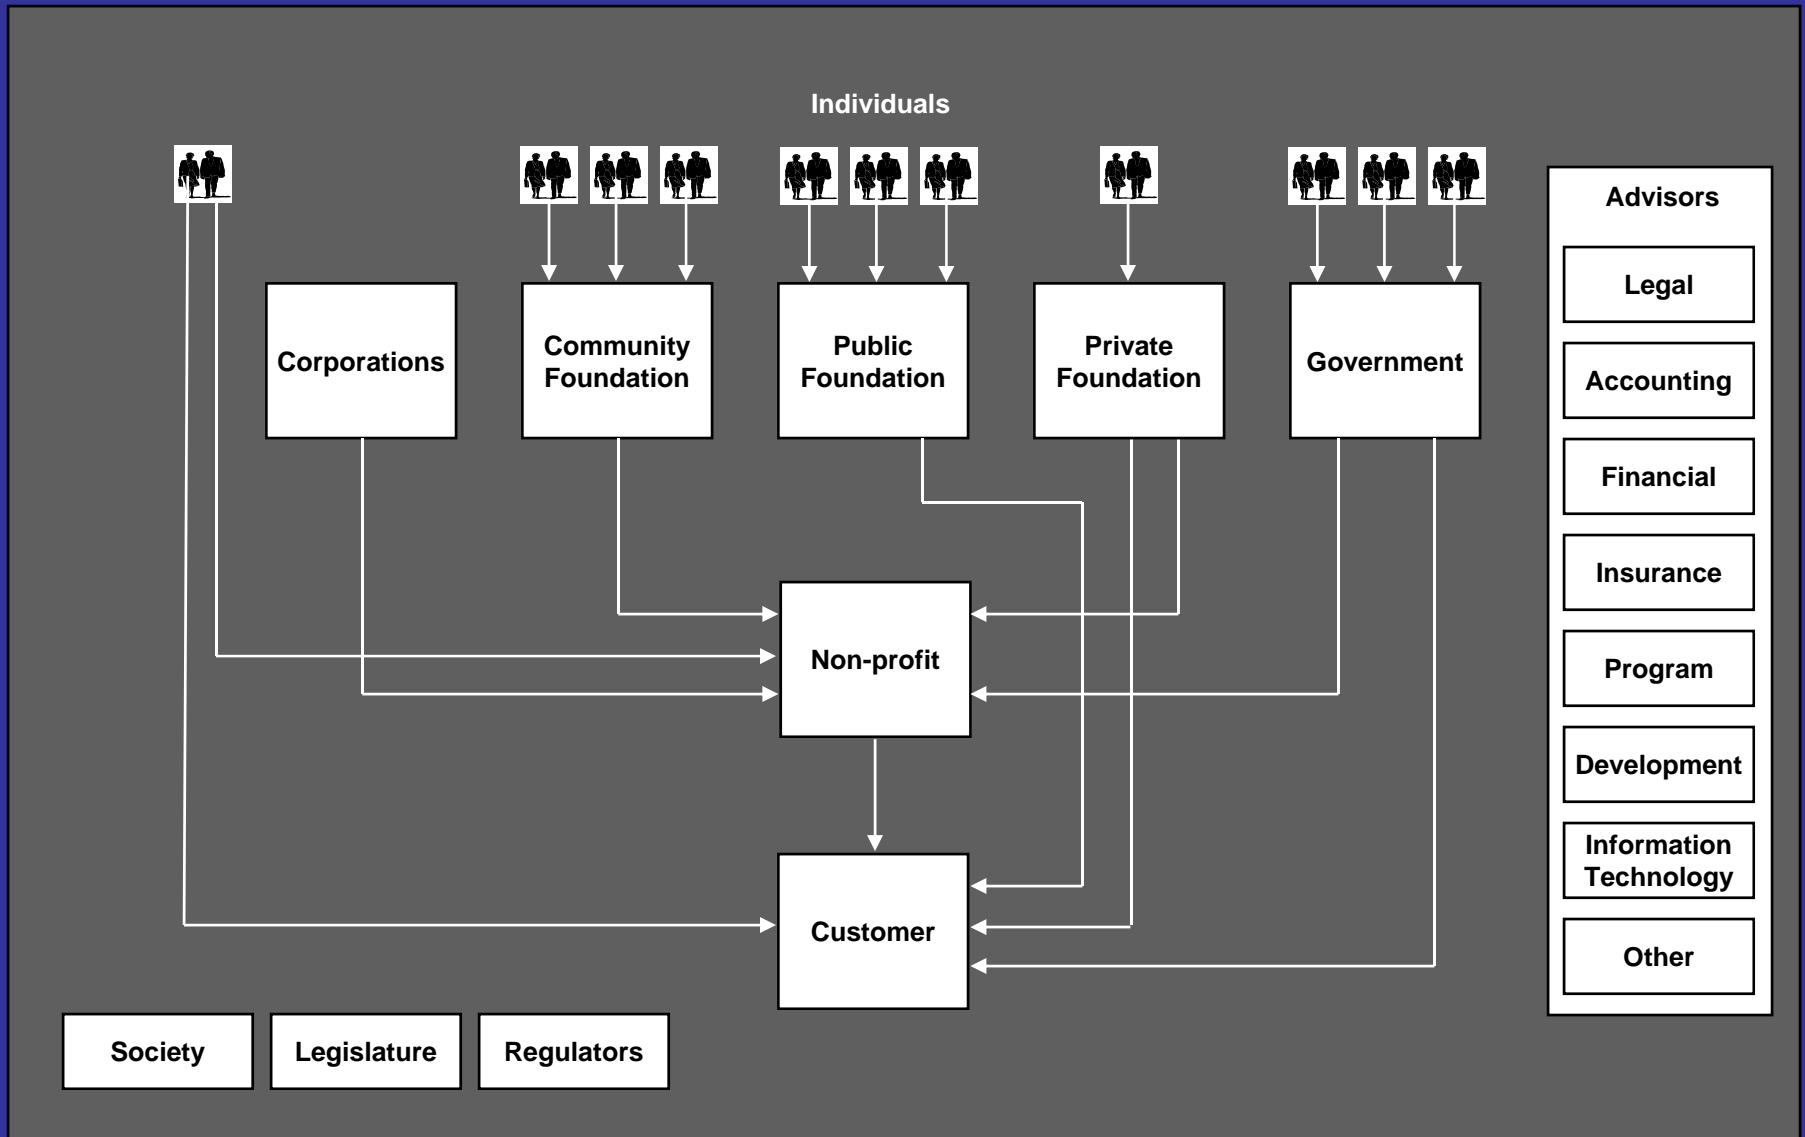 Individuals
Corporations
Community
Foundation
Public
Foundation
Private
Foundation
Government
Non-profit
Customer
Society
Legislature
Regulators
Advisors
Legal
Accounting
Financial
Insurance
Program
Development
Information
Technology
Other